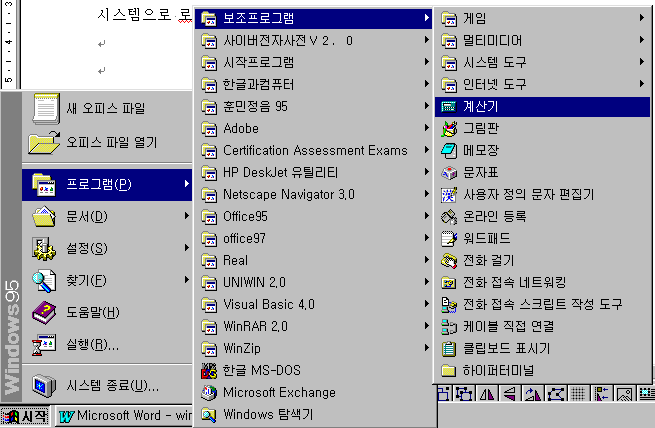 시스템으로 로
새 오피스 파일
오피스 파일 열기
프로그램(P)
문서(D)
설정(S)
찾기(F)
도움말(H)
실행(R)...
시스템 종료(U)...
Windows95
시작
Microsoft Word - wir
보조프로그램
사이버전자사전 V 2. 0
시작프로그램
한글과컴퓨터
훈민정음 95
Adobe
Certification Assessment Exams
HP DeskJet 유틸리티
Netscape Navigator 3.0
Office95
office97
Real
UNIWIN 2.0
Visual Basic 4.0
WinRAR 2.0
WinZip
한글 MS-DOS
Microsoft Exchange
Windows 탐색기
게임
멀티미디어
시스템 도구
인터넷 도구
계산기
그림판
메모장
문자표
사용자 정의 문자 편집기
온라인 등록
워드패드
전화 걸기
전화 접속 네트워킹
전화 접속 스크립트 작성 도구
케이블 직접 연결
클립보드 표시기
하이퍼터미널